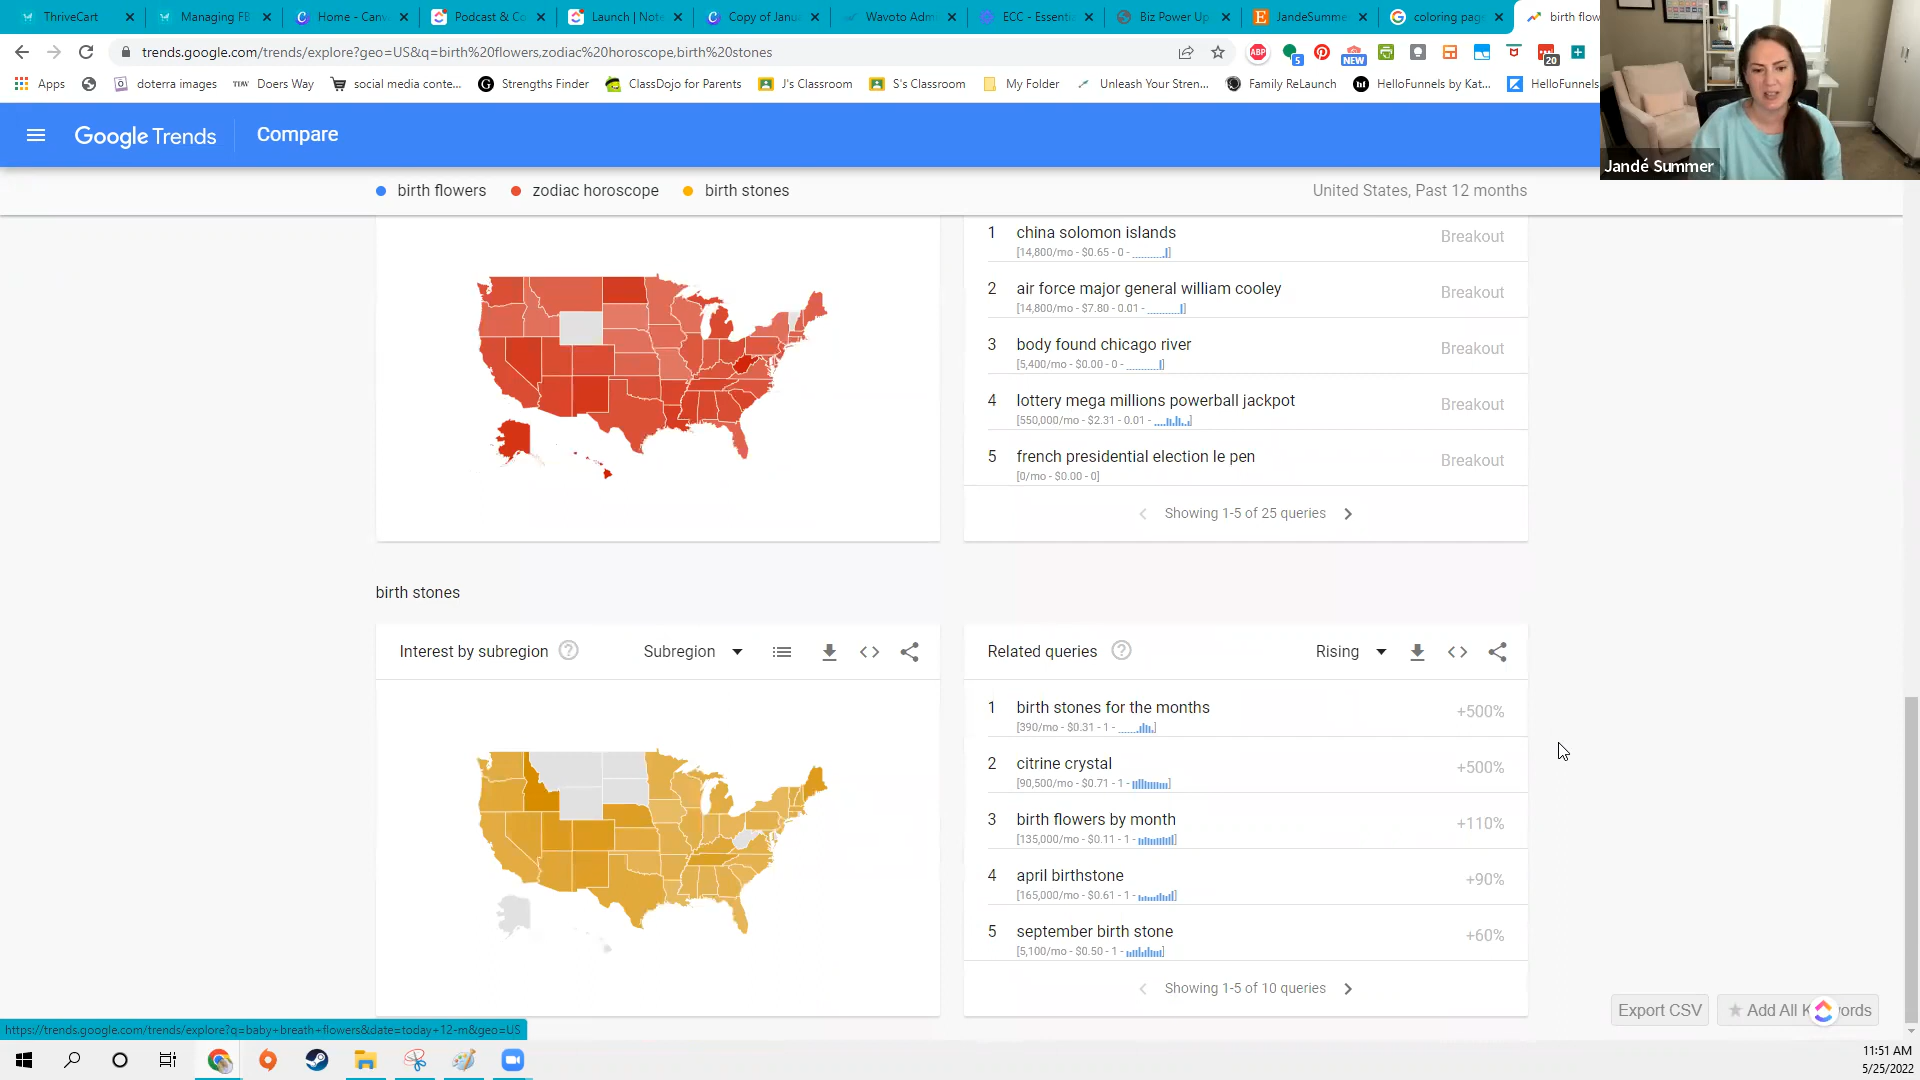 ThriveCart
Managing FB
Home - Canv
Podcast & Co
Launch | Note
Copy of Janua
Wavoto Adm
ECC - Essentia
Biz Power Up
JandeSumme
coloring page
birth flow
trends.google.com/trends/explore?geo=US&q=birth%20flowers,zodiac%20horoscope,birth%20stones
ABP
5
NEW
20
Apps
doterra images
TIAW Doers Way
social media conte...
Strengths Finder
ClassDojo for Parents
J's Classroom
S's Classroom
My Folder
Unleash Your Stren...
Family ReLaunch
HelloFunnels by Kat...
HelloFunnels
Jandé Summer
Google Trends
Compare
birth flowers
zodiac horoscope
birth stones
United States, Past 12 months
1 china solomon islands Breakout
[14,800/mo - $0.65 - 0 - ]
2 air force major general william cooley Breakout
[14,800/mo - $7.80 - 0.01 - ]
3 body found chicago river Breakout
[5,400/mo - $0.00 - 0 - ]
4 lottery mega millions powerball jackpot Breakout
[550,000/mo - $2.31 - 0.01 - ]
5 french presidential election le pen Breakout
[0/mo - $0.00 - 0]
Showing 1-5 of 25 queries
birth stones
Interest by subregion
Subregion
Related queries
Rising
1 birth stones for the months +500%
[390/mo - $0.31 - 1 - ]
2 citrine crystal +500%
[90,500/mo - $0.71 - 1 - ]
3 birth flowers by month +110%
[135,000/mo - $0.11 - 1 - ]
4 april birthstone +90%
[165,000/mo - $0.61 - 1 - ]
5 september birth stone +60%
[5,100/mo - $0.50 - 1 - ]
Showing 1-5 of 10 queries
Export CSV
Add All K ords
https://trends.google.com/trends/explore?q=baby+breath+flowers&date=today+12-m&geo=US
11:51 AM
5/25/2022